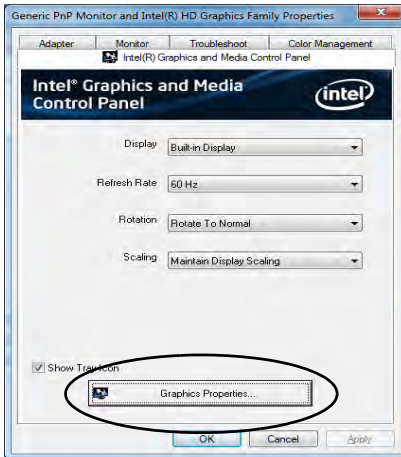 Generic PnP Monitor and Intel(R) HD Graphics Family Properties
Adapter Monitor Troubleshoot Color Management
Intel(R) Graphics and Media Control Panel
Intel® Graphics and Media
Control Panel
intel
Display Built-in Display
Refresh Rate 60 Hz
Rotation Rotate To Normal
Scaling Maintain Display Scaling
Show Tray Icon
Graphics Properties...
OK Cancel Apply